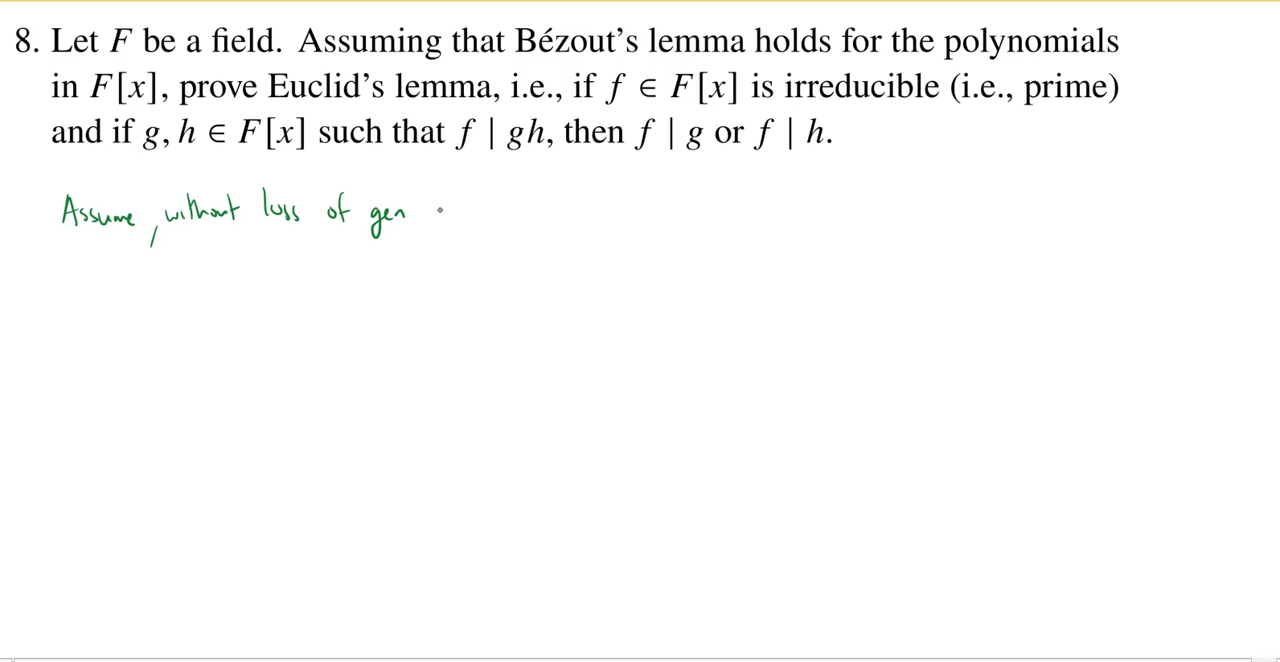 8. Let F be a field. Assuming that Bézout's lemma holds for the polynomials
in F[x], prove Euclid's lemma, i.e., if f ∈ F[x] is irreducible (i.e., prime)
and if g, h ∈ F[x] such that f | gh, then f | g or f | h.
Assume, without loss of gen